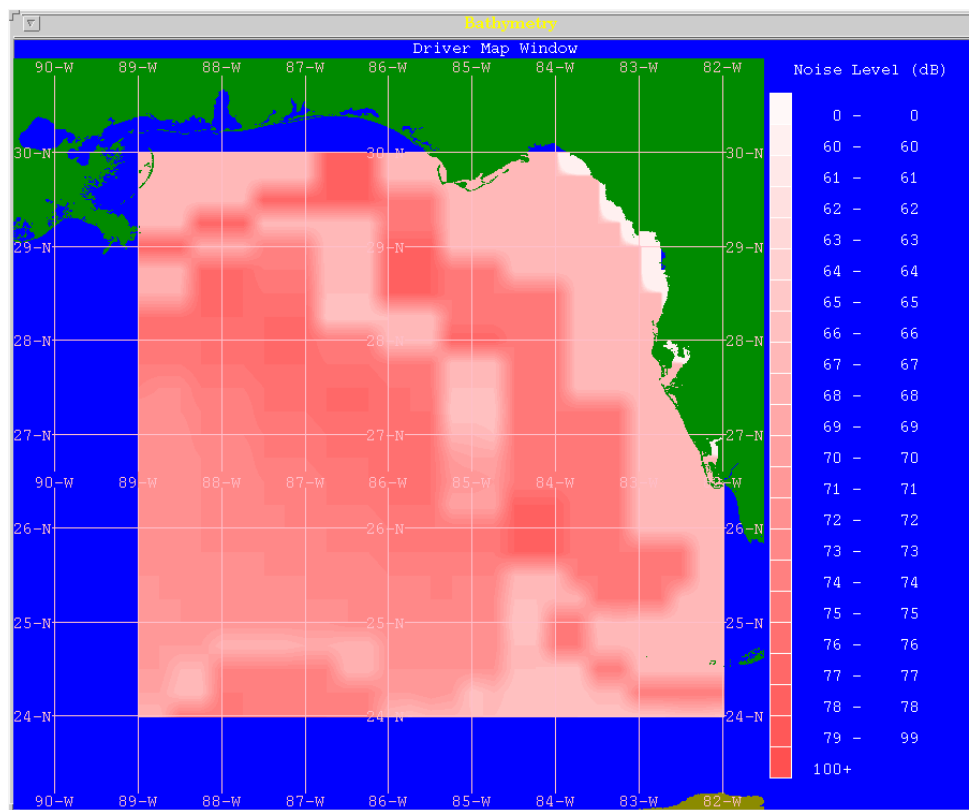 Bathymetry
Driver Map Window
90-W 89-W 88-W 87-W 86-W 85-W 84-W 83-W 82-W
Noise Level (dB)
0 - 0
60 - 60
61 - 61
62 - 62
63 - 63
64 - 64
65 - 65
66 - 66
67 - 67
68 - 68
69 - 69
70 - 70
71 - 71
72 - 72
73 - 73
74 - 74
75 - 75
76 - 76
77 - 77
78 - 78
79 - 99
100+
30-N 30-N 30-N
29-N 29-N 29-N
28-N 28-N 28-N
27-N 27-N 27-N
90-W 89-W 88-W 87-W 86-W 85-W 84-W 83-W 82-W
26-N 26-N 26-N
25-N 25-N 25-N
24-N 24-N 24-N
90-W 89-W 88-W 87-W 86-W 85-W 84-W 83-W 82-W